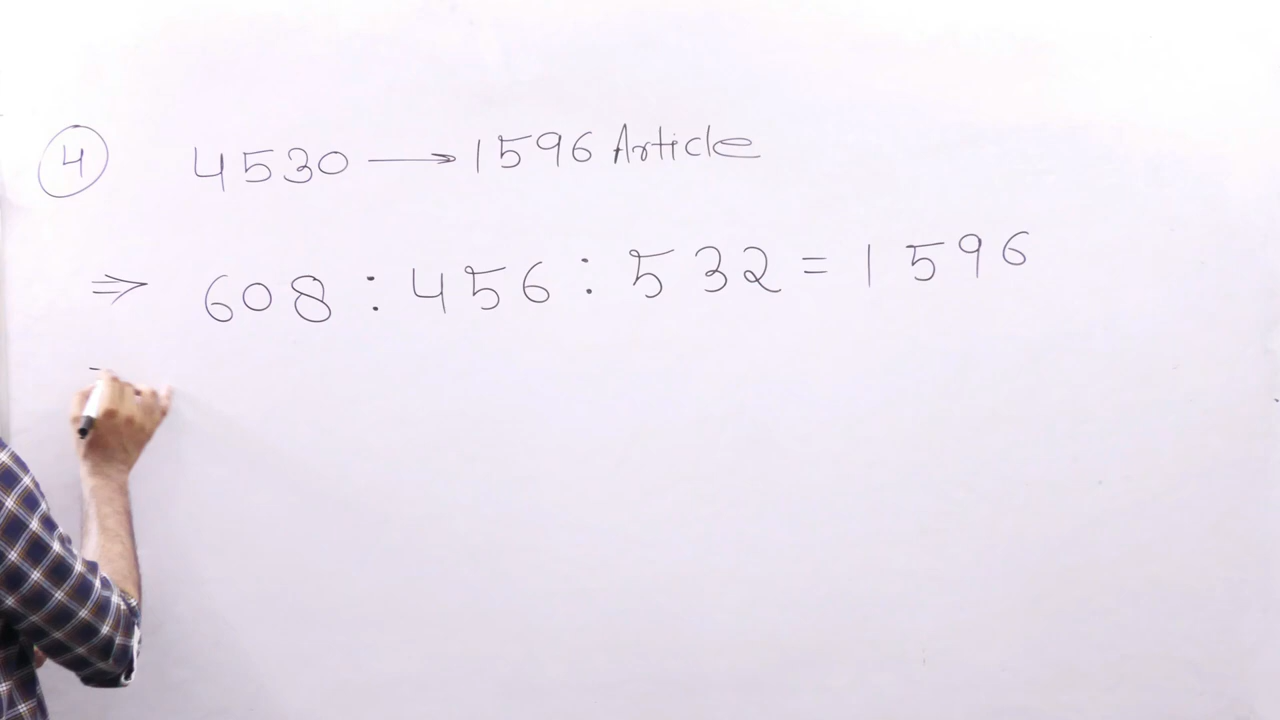 4 4530 → 1596 Article
⇒ 608 : 456 : 532 = 1596